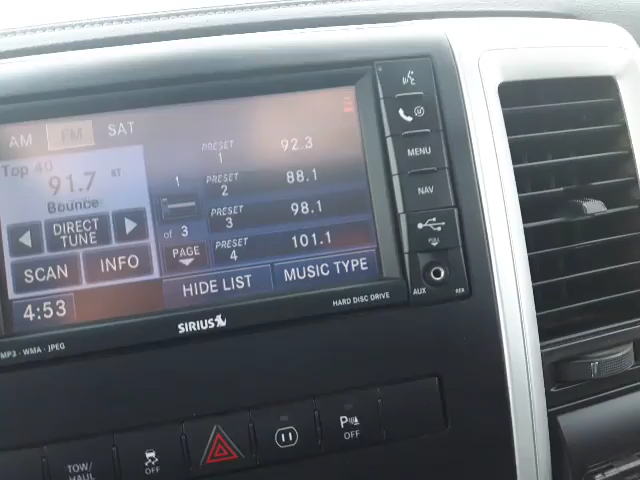 AM FM SAT
Top 40
91.7
Bounce
DIRECT
TUNE
SCAN INFO
4:53
1
of 3
PAGE
PRESET
1 92.3
PRESET
2 88.1
PRESET
3 98.1
PRESET
4 101.1
HIDE LIST MUSIC TYPE
MENU
NAV
AUX
SIRIUS
HARD DISC DRIVE
MP3 · WMA · JPEG
TOW/
HAUL
OFF
P
OFF